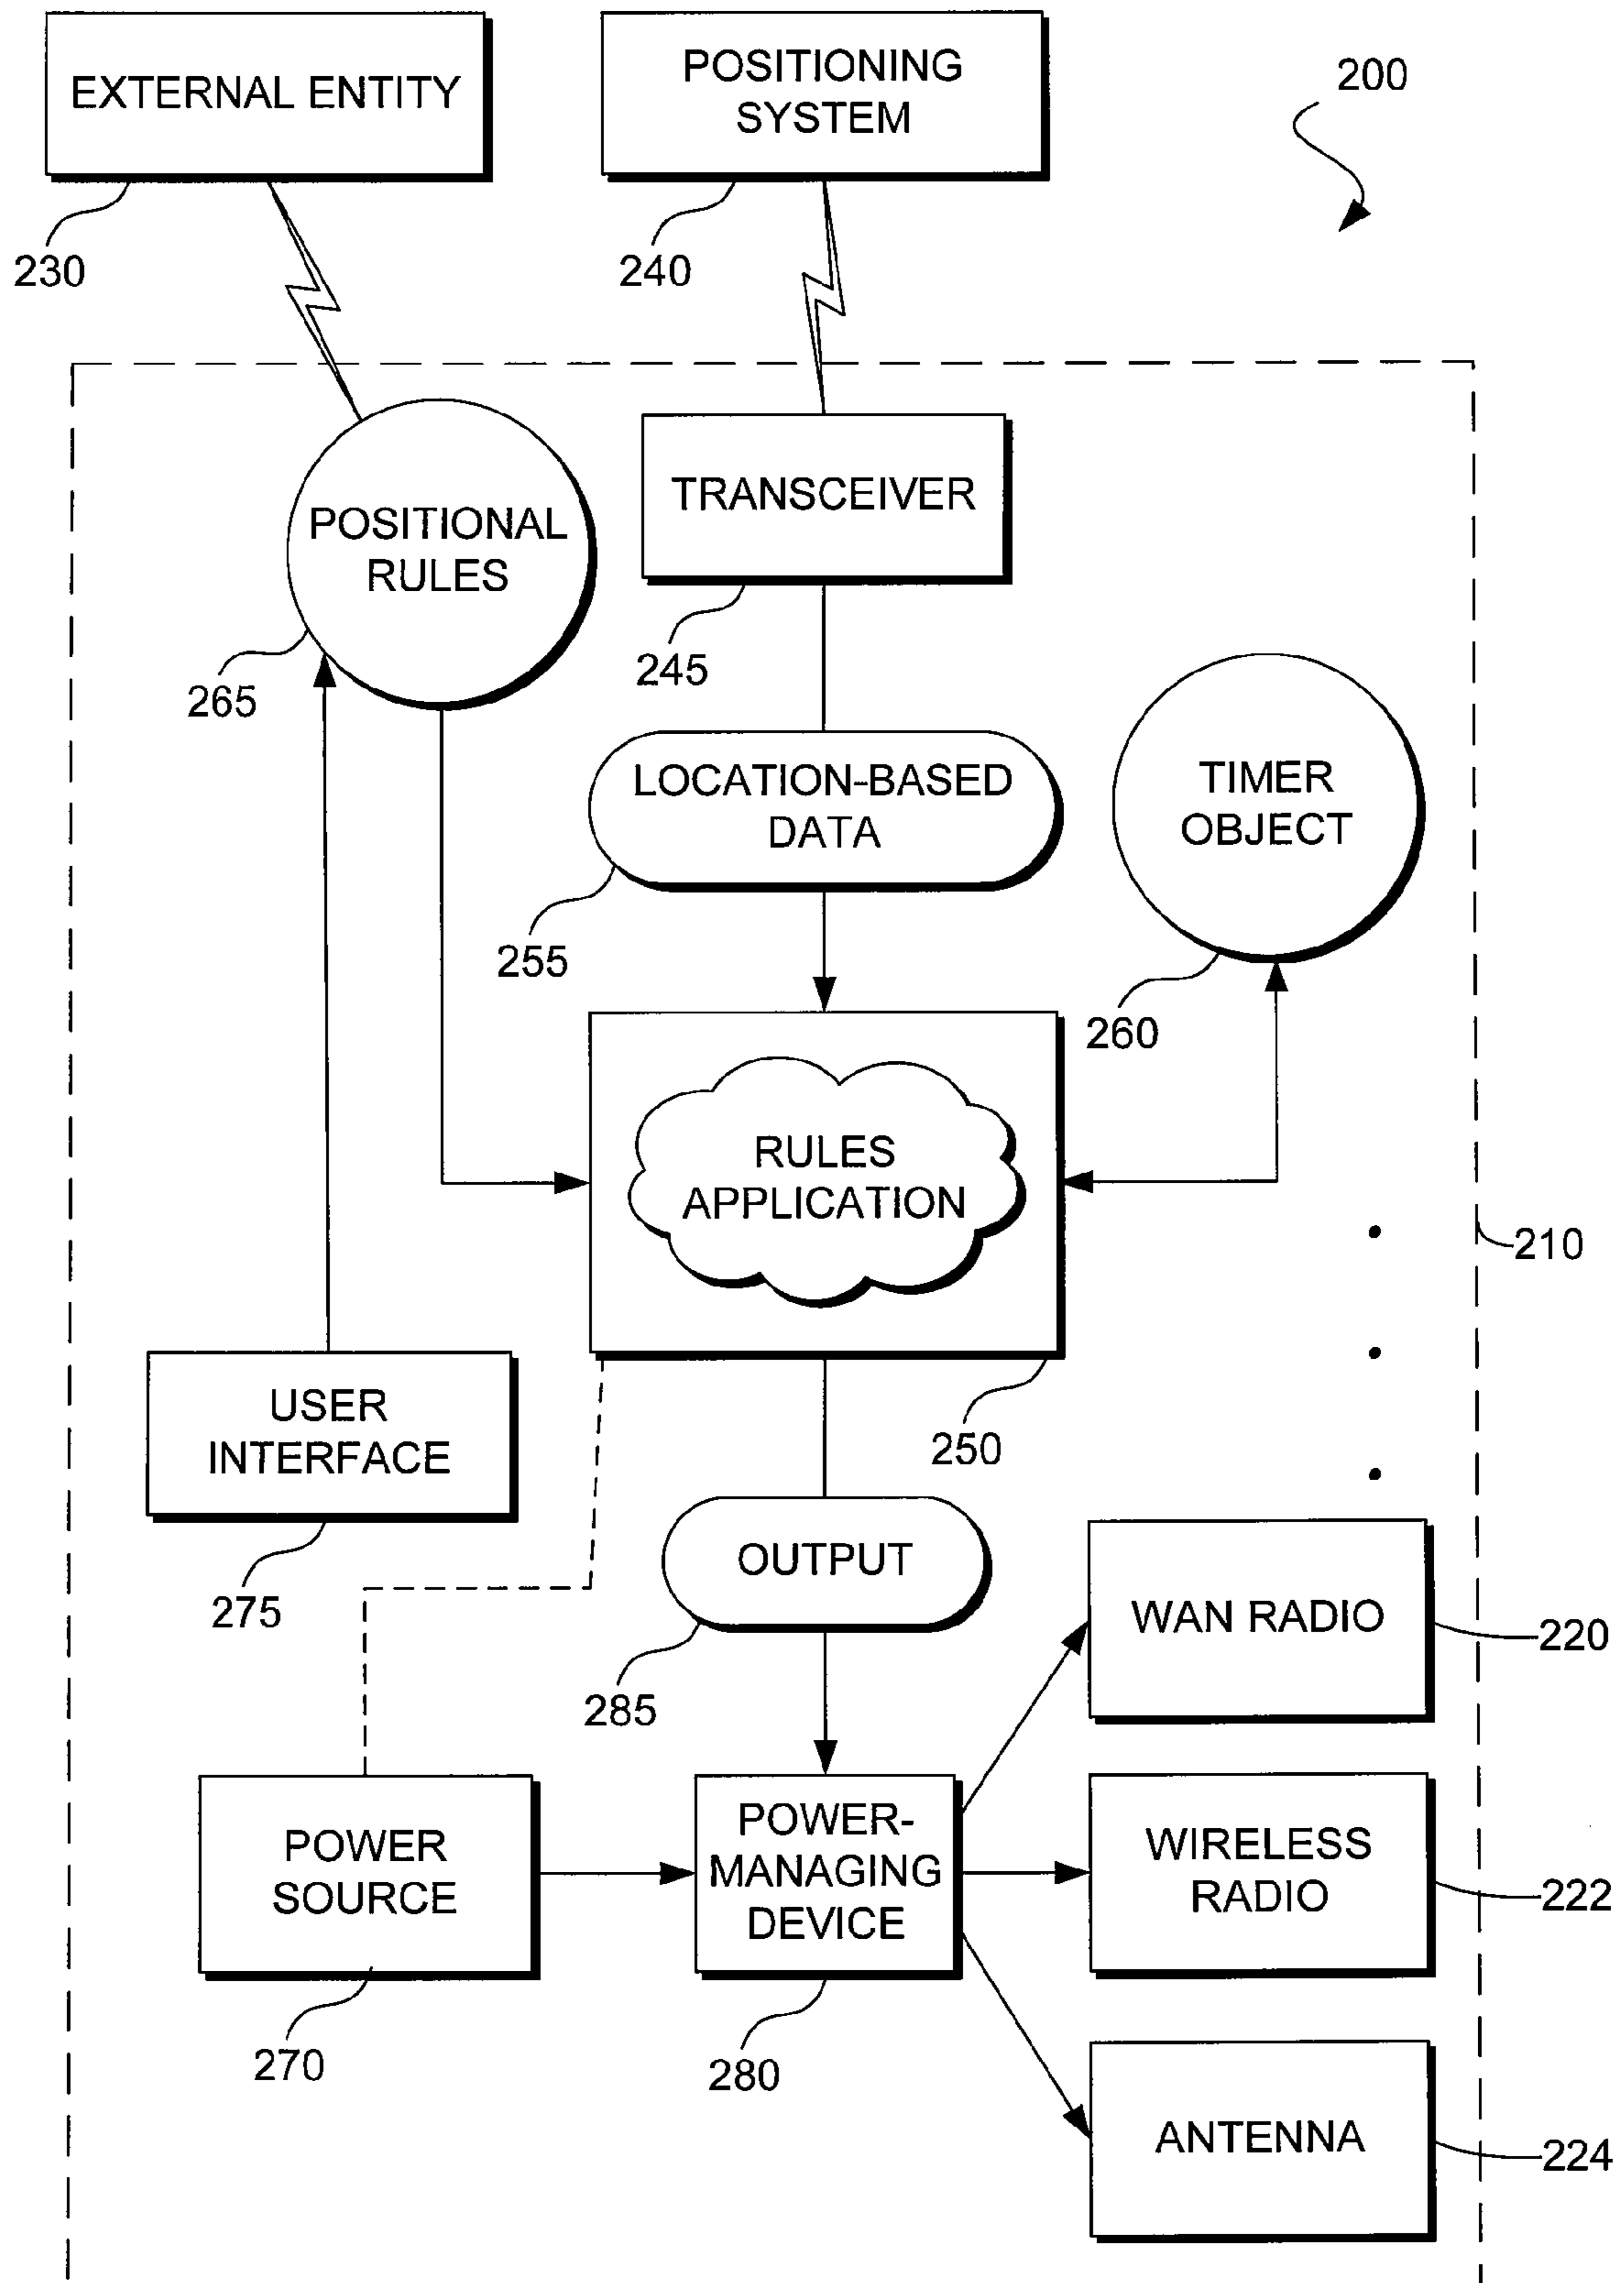 EXTERNAL ENTITY
POSITIONING
SYSTEM
200
230
240
POSITIONAL
RULES
TRANSCEIVER
265
245
LOCATION-BASED
DATA
TIMER
OBJECT
255
260
RULES
APPLICATION
210
USER
INTERFACE
250
275
OUTPUT
WAN RADIO
220
285
POWER
SOURCE
POWER-
MANAGING
DEVICE
WIRELESS
RADIO
222
270
280
ANTENNA
224